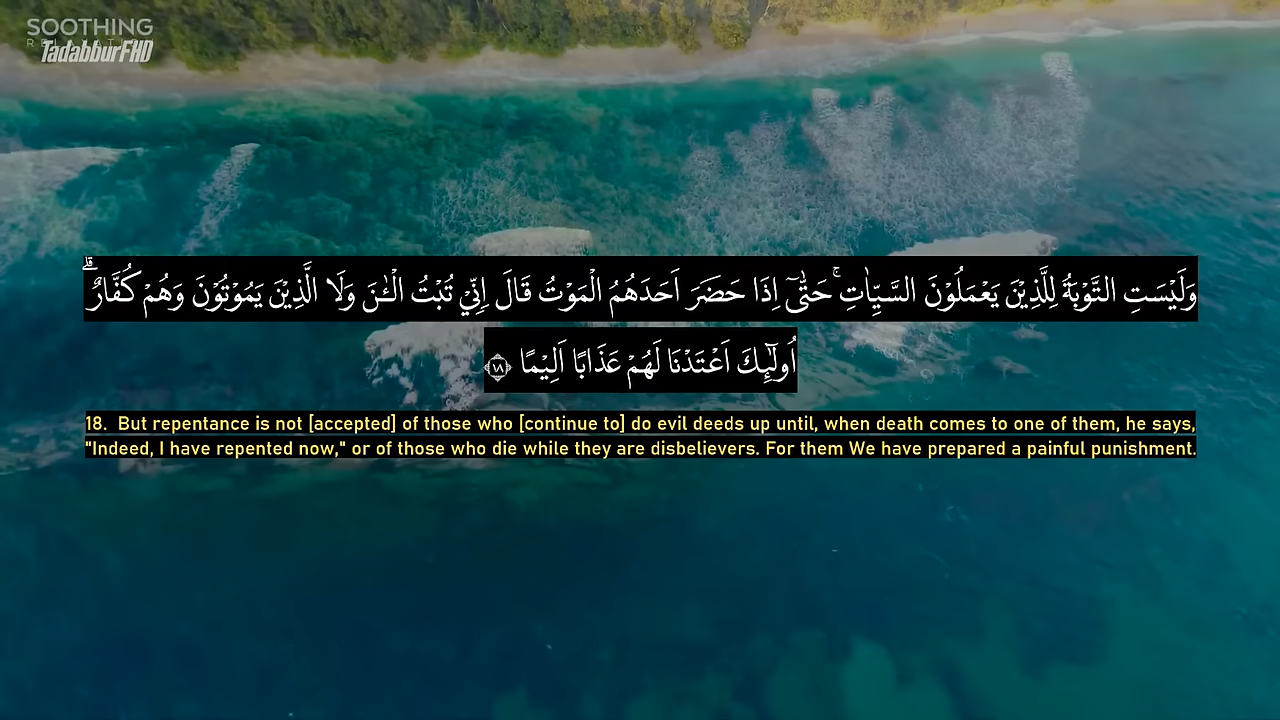 SOOTHING
RELAXATION
TadabburFHD
وَلَيْسَتِ التَّوْبَةُ لِلَّذِيْنَ يَعْمَلُوْنَ السَّيِّاٰتِ ۚ حَتّٰىٓ اِذَا حَضَرَ اَحَدَهُمُ الْمَوْتُ قَالَ اِنِّيْ تُبْتُ الْـٰٔنَ وَلَا الَّذِيْنَ يَمُوْتُوْنَ وَهُمْ كُفَّارٌ ۗ
اُولٰۤىِٕكَ اَعْتَدْنَا لَهُمْ عَذَابًا اَلِيْمًا ۝١٨
18. But repentance is not [accepted] of those who [continue to] do evil deeds up until, when death comes to one of them, he says,
"Indeed, I have repented now," or of those who die while they are disbelievers. For them We have prepared a painful punishment.